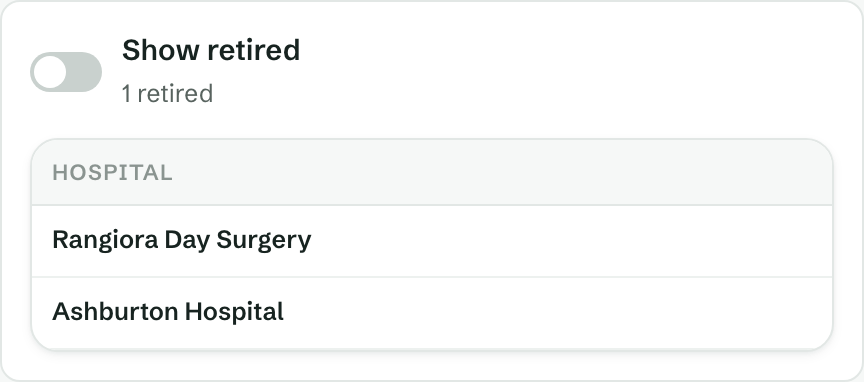 Show retired
1 retired
HOSPITAL
Rangiora Day Surgery
Ashburton Hospital